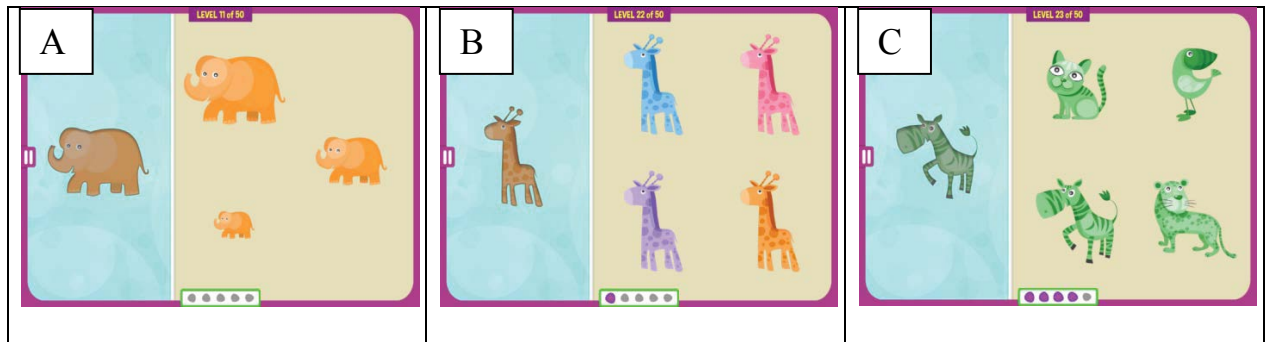 A
LEVEL 11 of 50
B
LEVEL 22 of 50
C
LEVEL 23 of 50